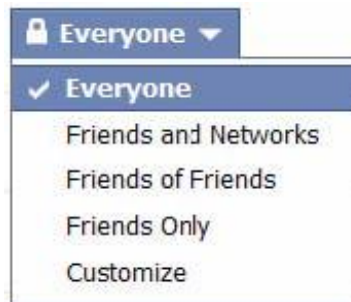 Everyone
Everyone
Friends and Networks
Friends of Friends
Friends Only
Customize